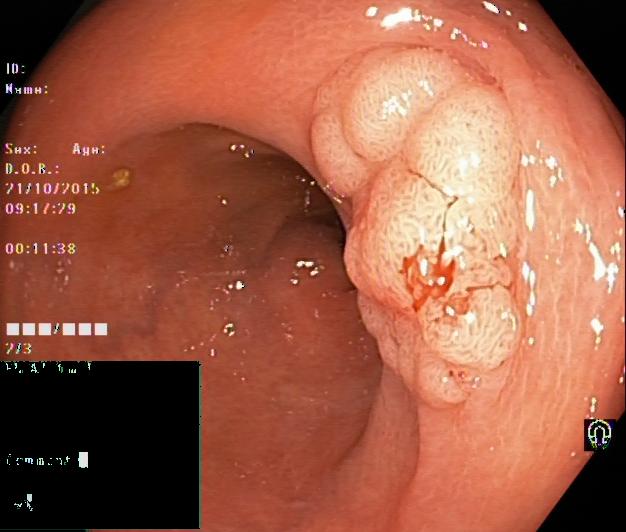 ID:
Name:
Sex: Age:
D.O.B.:
21/10/2015
09:17:29
00:11:38
2/3
Comment